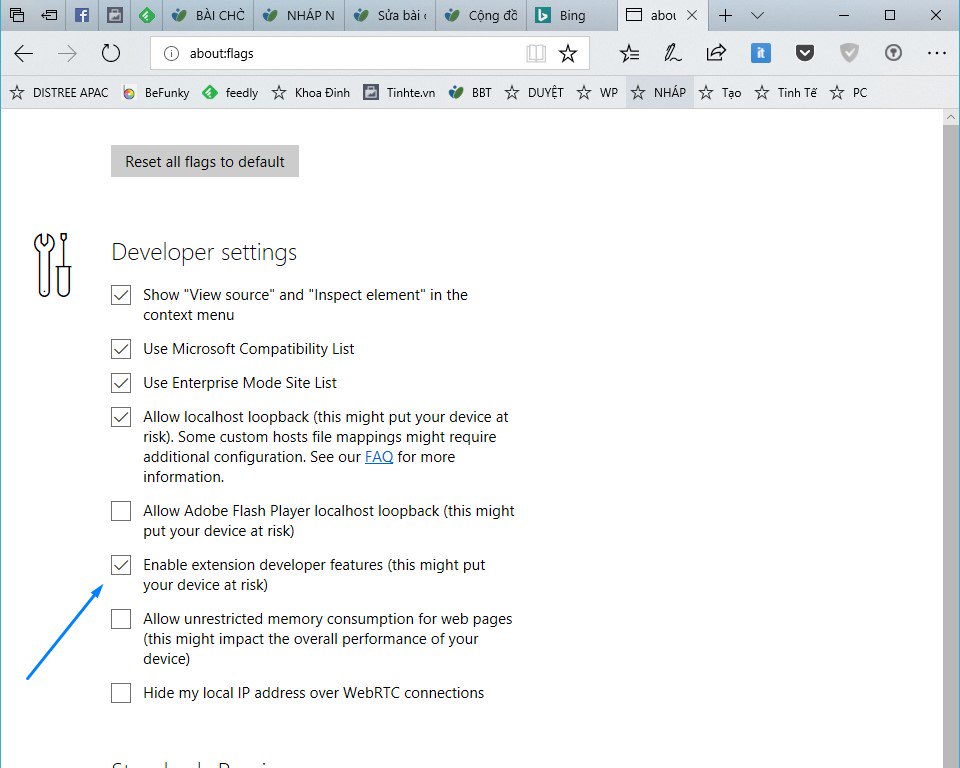 BÀI CHỜ
NHÁP N
Sửa bài
Cộng đồ
Bing
abou
about:flags
DISTREE APAC
BeFunky
feedly
Khoa Đinh
Tinhte.vn
BBT
DUYỆT
WP
NHÁP
Tạo
Tinh Tế
PC
Reset all flags to default
Developer settings
Show "View source" and "Inspect element" in the
context menu
Use Microsoft Compatibility List
Use Enterprise Mode Site List
Allow localhost loopback (this might put your device at
risk). Some custom hosts file mappings might require
additional configuration. See our FAQ for more
information.
Allow Adobe Flash Player localhost loopback (this might
put your device at risk)
Enable extension developer features (this might put
your device at risk)
Allow unrestricted memory consumption for web pages
(this might impact the overall performance of your
device)
Hide my local IP address over WebRTC connections